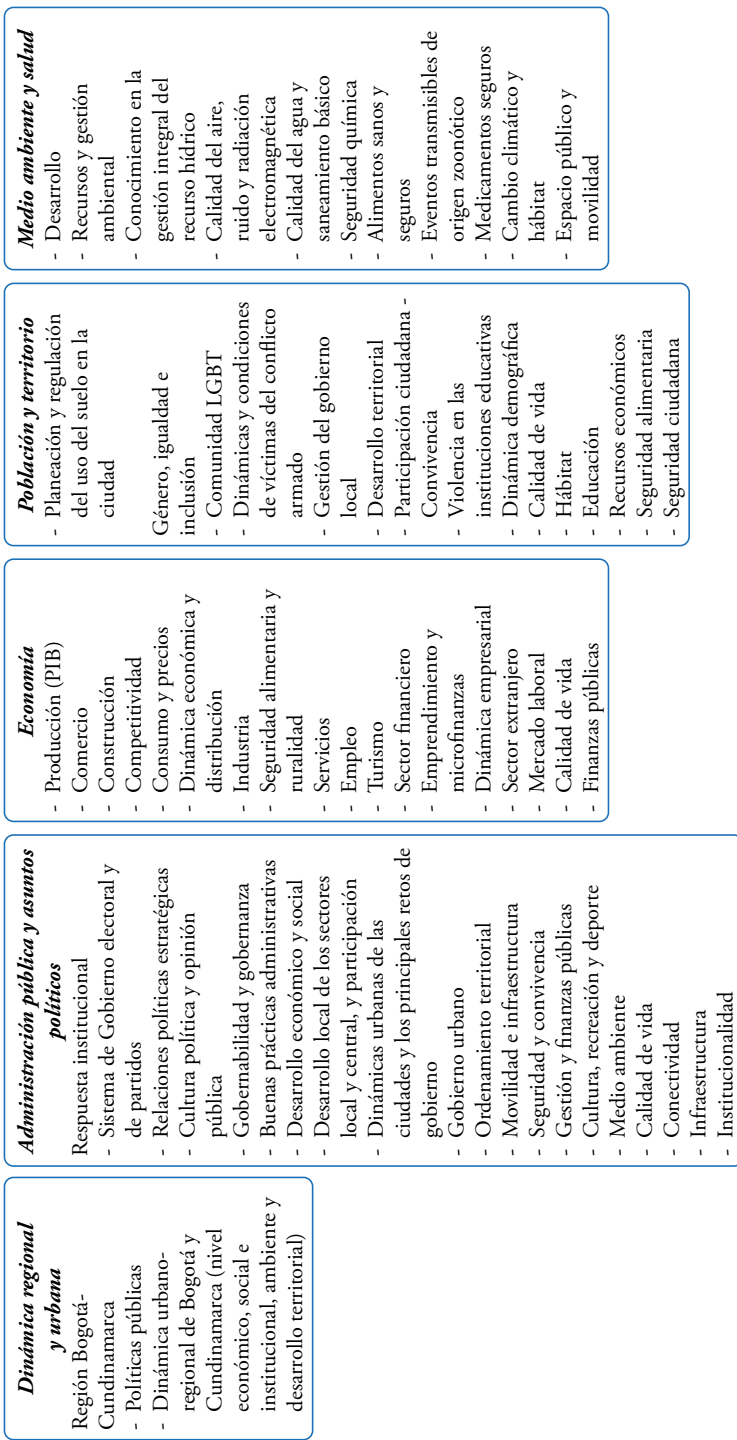 Dinámica regional
y urbana
Región Bogotá-
Cundinamarca
- Políticas públicas
- Dinámica urbano-
regional de Bogotá y
Cundinamarca (nivel
económico, social e
institucional, ambiente y
desarrollo territorial)
Administración pública y asuntos
políticos
Respuesta institucional
- Sistema de Gobierno dectoral y
de partidos
- Relaciones políticas estratégicas
- Cultura política y opinión
pública
- Gobernabilidad y gobernanza
- Buenas prácticas administrativas
- Desarrollo económico y social
- Desarrollo local de los sectores
local y central, y participación
- Dinámicas urbanas de las
ciudades y los principales retos de
gobierno
- Gobierno urbano
- Ordenamiento territorial
- Movilidad e infraestructura
- Seguridad y convivencia
- Gestión y finanzas públicas
- Cultura, recreación y deporte
- Medio ambiente
- Calidad de vida
- Conectividad
- Infraestructura
- Institucionalidad
Economía
- Producción (PIB)
- Comercio
- Construcción
- Competitividad
- Consumo y precios
- Dinámica económica y
distribución
- Industria
- Seguridad alimentaria y
ruralidad
- Servicios
- Empleo
- Turismo
- Sector financiero
- Emprendimiento y
microfinanzas
- Dinámica empresarial
- Sector extranjero
- Mercado laboral
- Calidad de vida
- Finanzas públicas
Población y territorio
- Planeación y regulación
del uso del suelo en la
ciudad
Género, igualdad e
inclusión
- Comunidad LGBT
- Dinámicas y condiciones
de víctimas del conflicto
armado
- Gestión del gobierno
local
- Desarrollo territorial
- Participación ciudadana -
Convivencia
- Violencia en las
instituciones educativas
- Dinámica demográfica
- Calidad de vida
- Hábitat
- Educación
- Recursos económicos
- Seguridad alimentaria
- Seguridad ciudadana
Medio ambiente y salud
- Desarrollo
- Recursos y gestión
ambiental
- Conocimiento en la
gestión integral del
recurso hídrico
- Calidad del aire,
ruido y radiación
electromagnética
- Calidad del agua y
saneamiento básico
- Seguridad química
- Alimentos sanos y
seguros
- Eventos transmisibles de
origen zoonótico
- Medicamentos seguros
- Cambio climático y
hábitat
- Espacio público y
movilidad